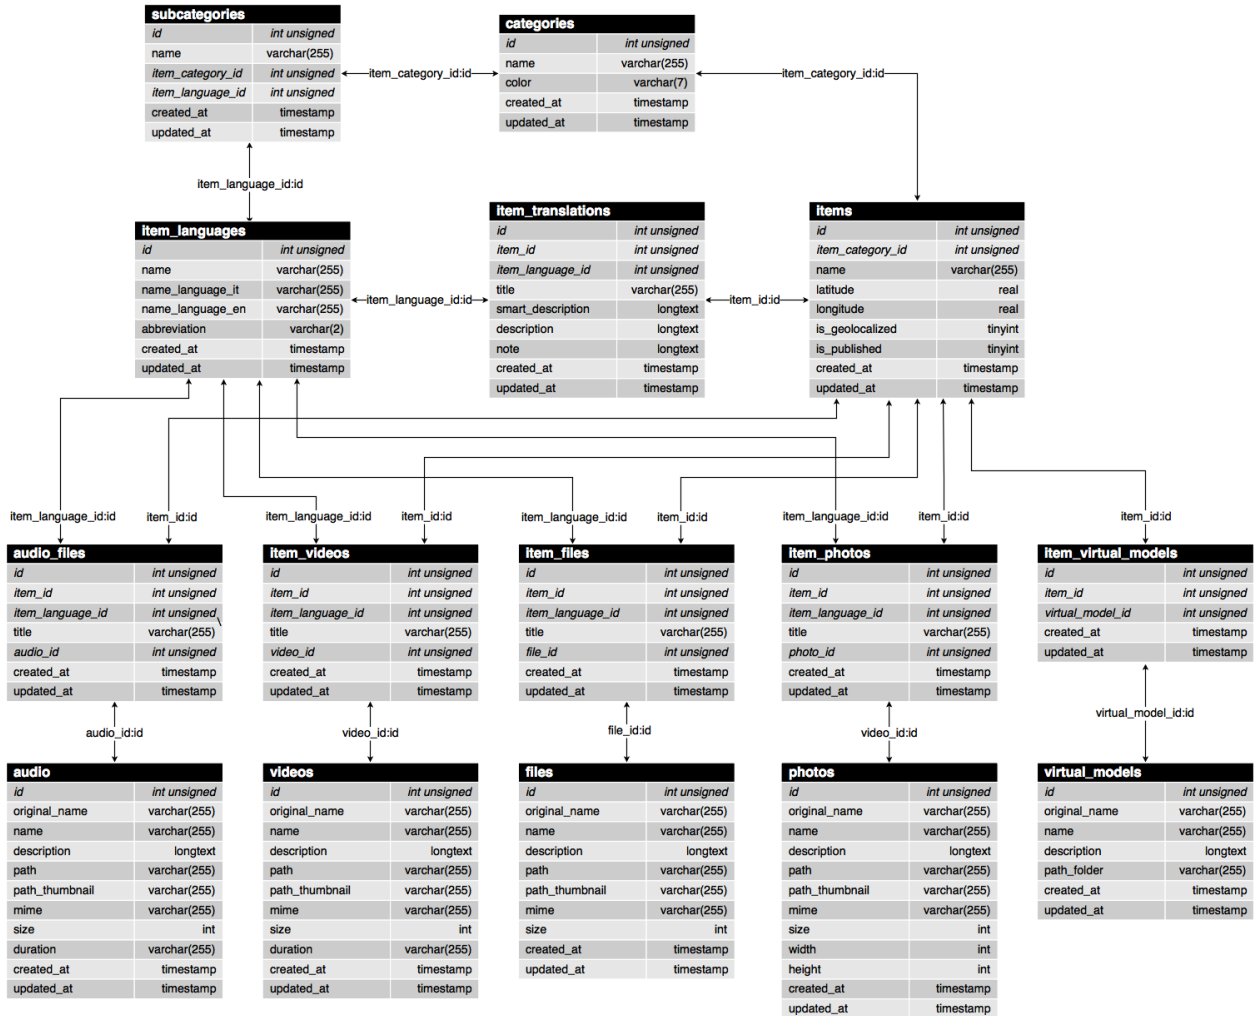 subcategories
id int unsigned
name varchar(255)
item_category_id int unsigned
item_language_id int unsigned
created_at timestamp
updated_at timestamp
item_category_id:id
categories
id int unsigned
name varchar(255)
color varchar(7)
created_at timestamp
updated_at timestamp
item_category_id:id
item_language_id:id
item_languages
id int unsigned
name varchar(255)
name_language_it varchar(255)
name_language_en varchar(255)
abbreviation varchar(2)
created_at timestamp
updated_at timestamp
item_language_id:id
item_translations
id int unsigned
item_id int unsigned
item_language_id int unsigned
title varchar(255)
smart_description longtext
description longtext
note longtext
created_at timestamp
updated_at timestamp
item_id:id
items
id int unsigned
item_category_id int unsigned
name varchar(255)
latitude real
longitude real
is_geolocalized tinyint
is_published tinyint
created_at timestamp
updated_at timestamp
item_language_id:id item_id:id item_language_id:id item_id:id item_language_id:id item_id:id item_language_id:id item_id:id item_id:id
audio_files
id int unsigned
item_id int unsigned
item_language_id int unsigned
title varchar(255)
audio_id int unsigned
created_at timestamp
updated_at timestamp
item_videos
id int unsigned
item_id int unsigned
item_language_id int unsigned
title varchar(255)
video_id int unsigned
created_at timestamp
updated_at timestamp
item_files
id int unsigned
item_id int unsigned
item_language_id int unsigned
title varchar(255)
file_id int unsigned
created_at timestamp
updated_at timestamp
item_photos
id int unsigned
item_id int unsigned
item_language_id int unsigned
title varchar(255)
photo_id int unsigned
created_at timestamp
updated_at timestamp
item_virtual_models
id int unsigned
item_id int unsigned
virtual_model_id int unsigned
created_at timestamp
updated_at timestamp
audio_id:id video_id:id file_id:id video_id:id virtual_model_id:id
audio
id int unsigned
original_name varchar(255)
name varchar(255)
description longtext
path varchar(255)
path_thumbnail varchar(255)
mime varchar(255)
size int
duration varchar(255)
created_at timestamp
updated_at timestamp
videos
id int unsigned
original_name varchar(255)
name varchar(255)
description longtext
path varchar(255)
path_thumbnail varchar(255)
mime varchar(255)
size int
duration varchar(255)
created_at timestamp
updated_at timestamp
files
id int unsigned
original_name varchar(255)
name varchar(255)
description longtext
path varchar(255)
path_thumbnail varchar(255)
mime varchar(255)
size int
created_at timestamp
updated_at timestamp
photos
id int unsigned
original_name varchar(255)
name varchar(255)
description longtext
path varchar(255)
path_thumbnail varchar(255)
mime varchar(255)
size int
width int
height int
created_at timestamp
updated_at timestamp
virtual_models
id int unsigned
original_name varchar(255)
name varchar(255)
description longtext
path_folder varchar(255)
created_at timestamp
updated_at timestamp